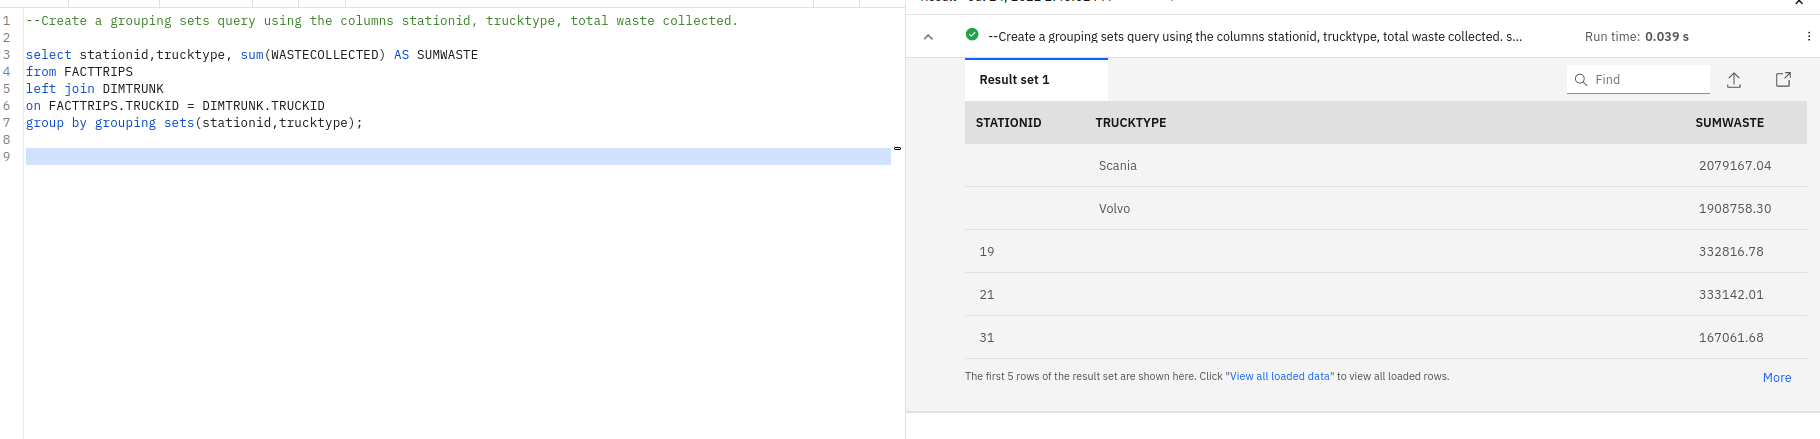 1 --Create a grouping sets query using the columns stationid, trucktype, total waste collected.
2
3 select stationid,trucktype, sum(WASTECOLLECTED) AS SUMWASTE
4 from FACTTRIPS
5 left join DIMTRUNK
6 on FACTTRIPS.TRUCKID = DIMTRUNK.TRUCKID
7 group by grouping sets(stationid,trucktype);
8
9
--Create a grouping sets query using the columns stationid, trucktype, total waste collected. s... Run time: 0.039 s
Result set 1 Find
STATIONID TRUCKTYPE SUMWASTE
Scania 2079167.04
Volvo 1908758.30
19 332816.78
21 333142.01
31 167061.68
The first 5 rows of the result set are shown here. Click "View all loaded data" to view all loaded rows. More